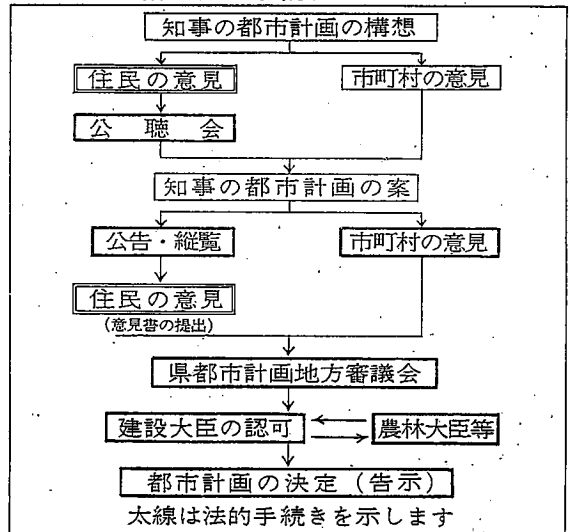 知事の都市計画の構想
住民の意見
市町村の意見
公聴会
知事の都市計画の案
公告・縦覧
市町村の意見
住民の意見
(意見書の提出)
県都市計画地方審議会
建設大臣の認可
農林大臣等
都市計画の決定(告示)
太線は法的手続きを示します